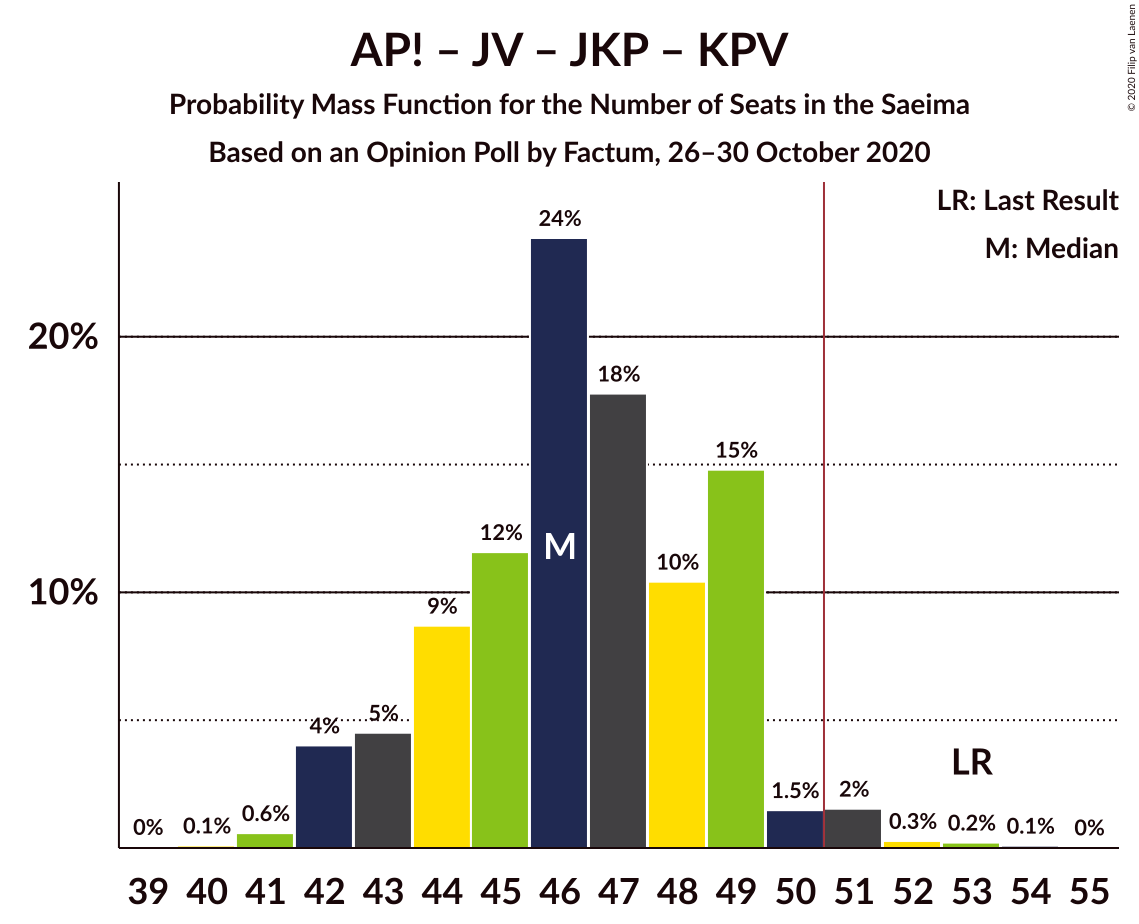 AP! – JV – JKP – KPV
Probability Mass Function for the Number of Seats in the Saeima
Based on an Opinion Poll by Factum, 26–30 October 2020
© 2020 Filip van Laenen
LR: Last Result
M: Median
20%
10%
0%
0.1%
0.6%
4%
5%
9%
12%
24%
18%
10%
15%
1.5%
2%
0.3%
0.2%
0.1%
0%
M
LR
39 40 41 42 43 44 45 46 47 48 49 50 51 52 53 54 55